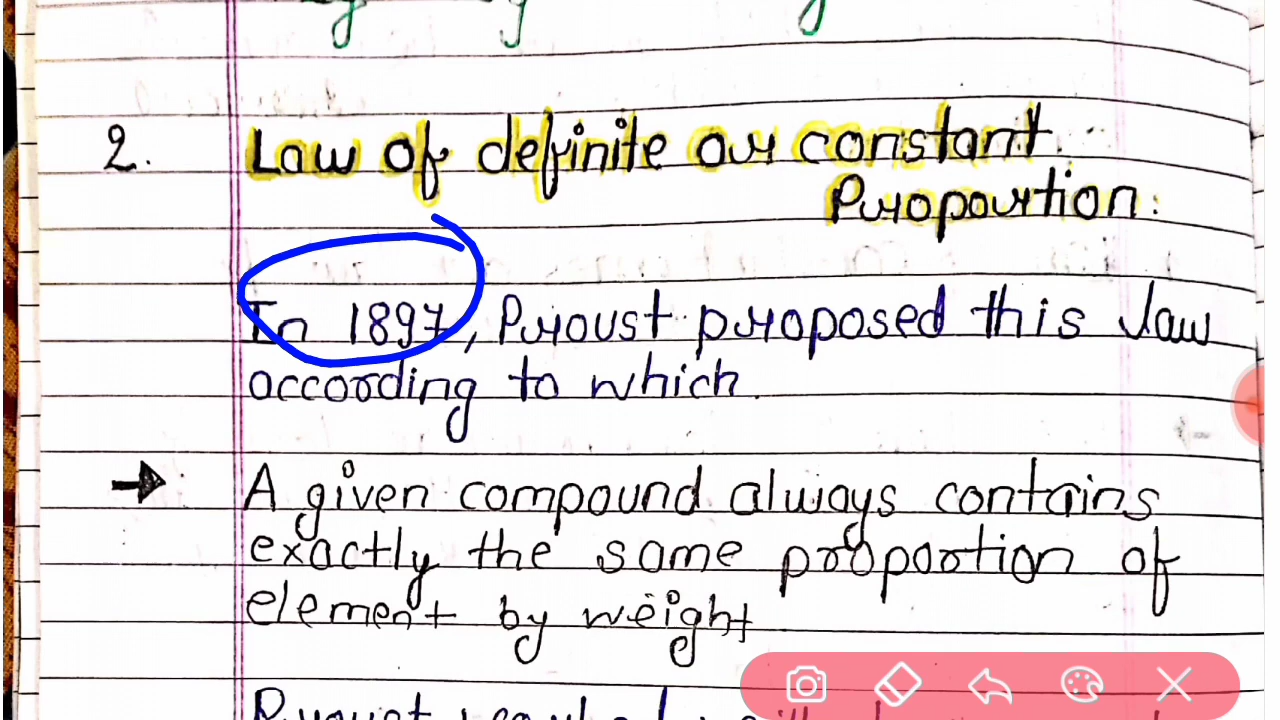 2. Law of definite or constant
Proportion:
In 1897, Proust proposed this law
according to which
A given compound always contains
exactly the same proportion of
element by weight
Proust